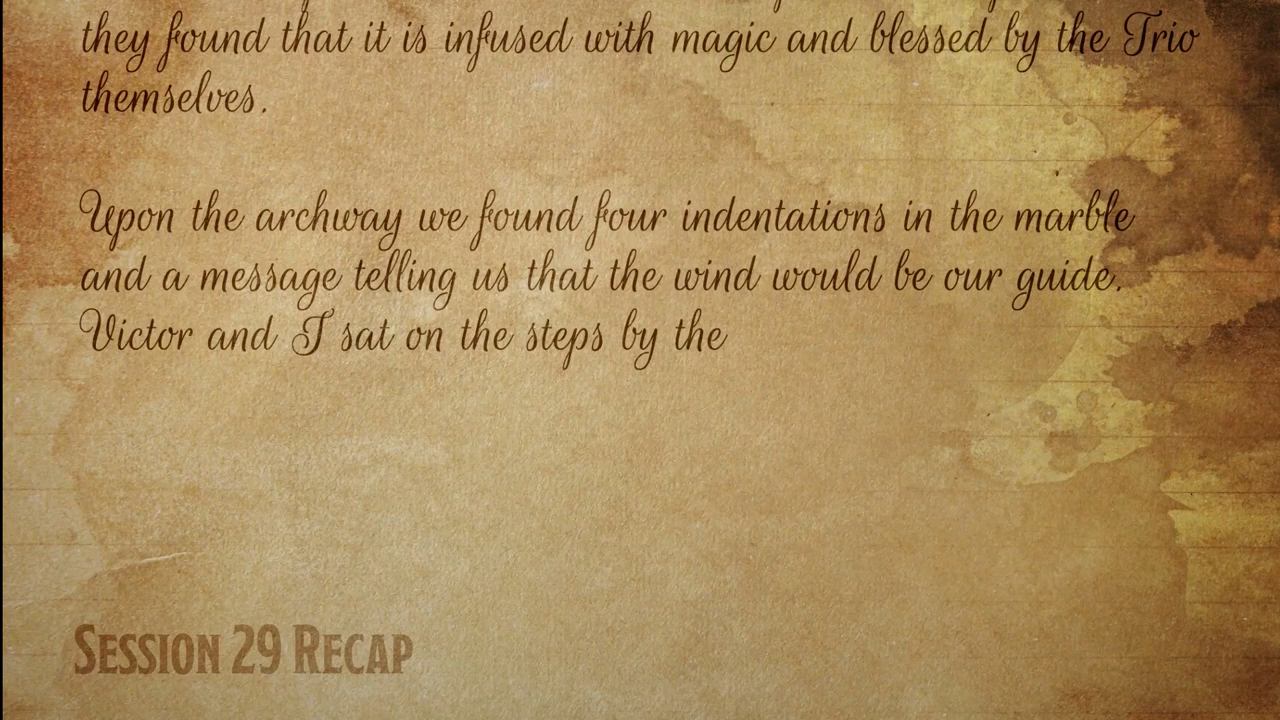 they found that it is infused with magic and blessed by the Trio
themselves.
Upon the archway we found four indentations in the marble
and a message telling us that the wind would be our guide.
Victor and I sat on the steps by the
Session 29 Recap